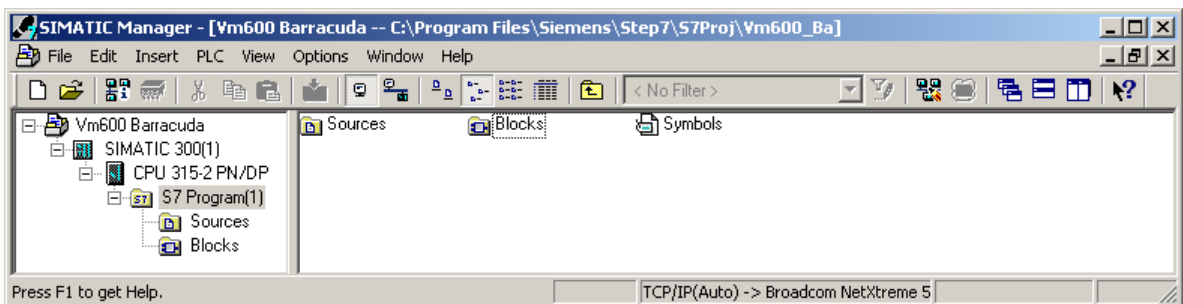 SIMATIC Manager - [Vm600 Barracuda -- C:\Program Files\Siemens\Step7\S7Proj\Vm600_Ba]
File Edit Insert PLC View Options Window Help
< No Filter >
Vm600 Barracuda
SIMATIC 300(1)
CPU 315-2 PN/DP
S7 Program(1)
Sources
Blocks
Sources Blocks Symbols
Press F1 to get Help. TCP/IP(Auto) -> Broadcom NetXtreme 5